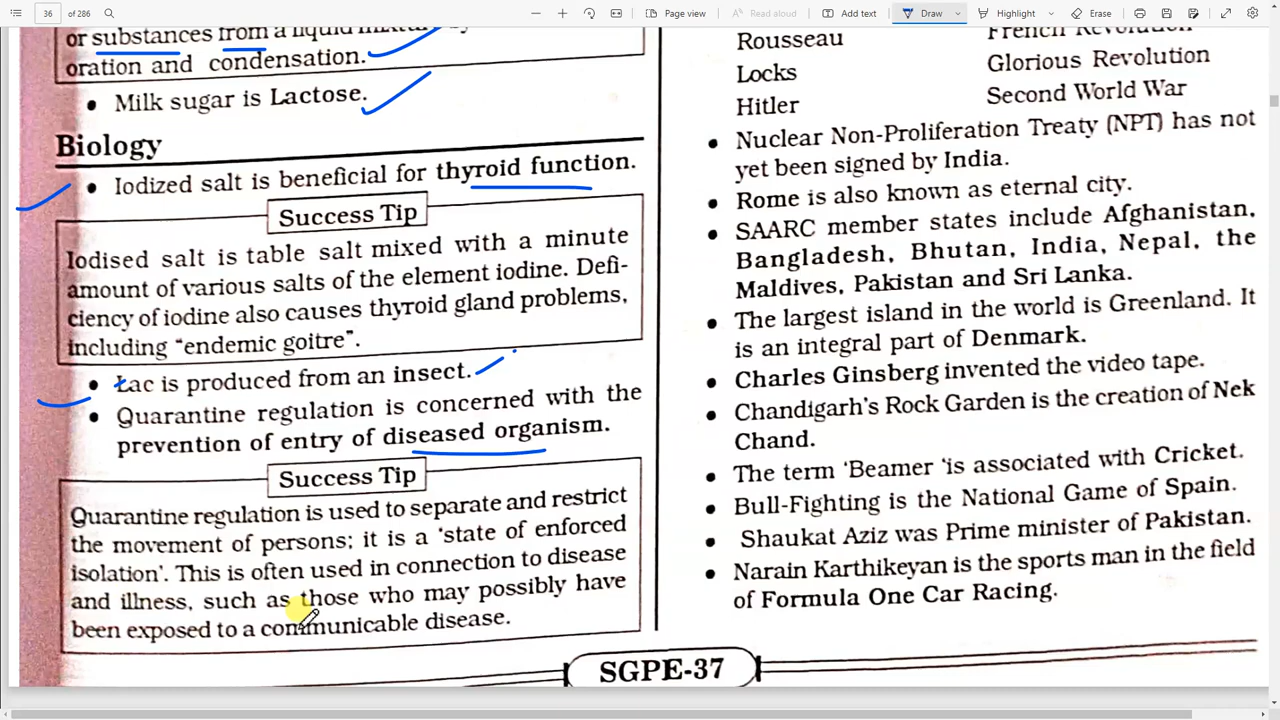 36 of 286
Page view
Read aloud
Add text
Draw
Highlight
Erase
or substances from a liquid
oration and condensation.
• Milk sugar is Lactose.
Biology
• Iodized salt is beneficial for thyroid function.
Success Tip
Iodised salt is table salt mixed with a minute
amount of various salts of the element iodine. Defi-
ciency of iodine also causes thyroid gland problems,
including “endemic goitre”.
• Lac is produced from an insect.
• Quarantine regulation is concerned with the
prevention of entry of diseased organism.
Success Tip
Quarantine regulation is used to separate and restrict
the movement of persons; it is a ‘state of enforced
isolation’. This is often used in connection to disease
and illness, such as those who may possibly have
been exposed to a communicable disease.
Rousseau French Revolution
Locks Glorious Revolution
Hitler Second World War
• Nuclear Non-Proliferation Treaty (NPT) has not
yet been signed by India.
• Rome is also known as eternal city.
• SAARC member states include Afghanistan,
Bangladesh, Bhutan, India, Nepal, the
Maldives, Pakistan and Sri Lanka.
• The largest island in the world is Greenland. It
is an integral part of Denmark.
• Charles Ginsberg invented the video tape.
• Chandigarh's Rock Garden is the creation of Nek
Chand.
• The term ‘Beamer ‘is associated with Cricket.
• Bull-Fighting is the National Game of Spain.
• Shaukat Aziz was Prime minister of Pakistan.
• Narain Karthikeyan is the sports man in the field
of Formula One Car Racing.
SGPE-37